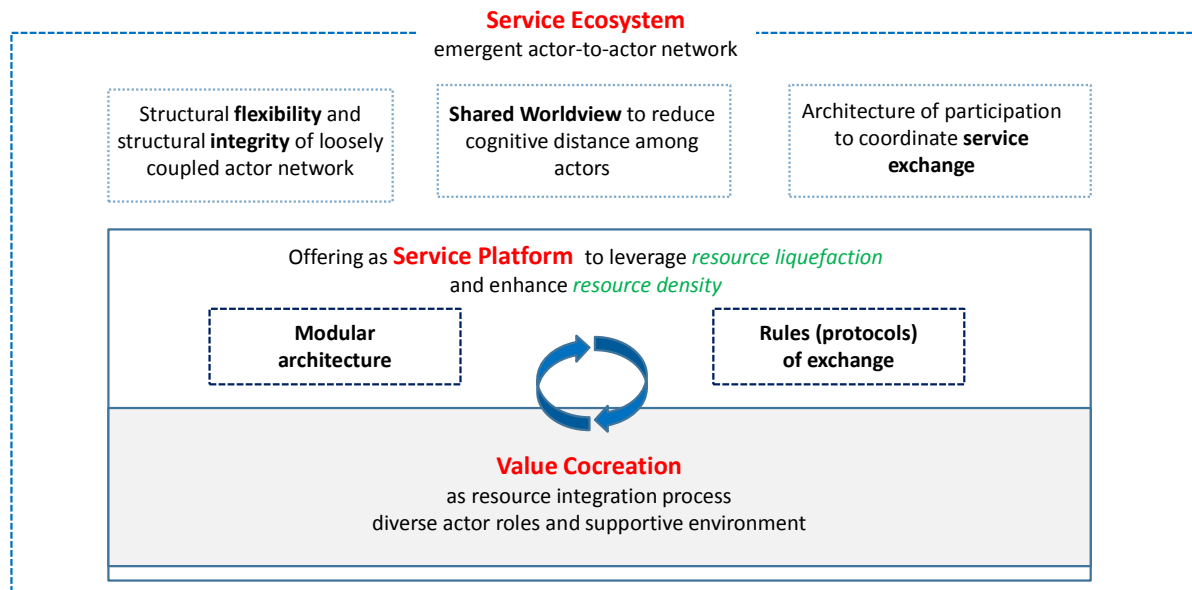 Service Ecosystem
emergent actor-to-actor network
Structural flexibility and
structural integrity of loosely
coupled actor network
Shared Worldview to reduce
cognitive distance among
actors
Architecture of participation
to coordinate service
exchange
Offering as Service Platform to leverage resource liquefaction
and enhance resource density
Modular
architecture
Rules (protocols)
of exchange
Value Cocreation
as resource integration process
diverse actor roles and supportive environment